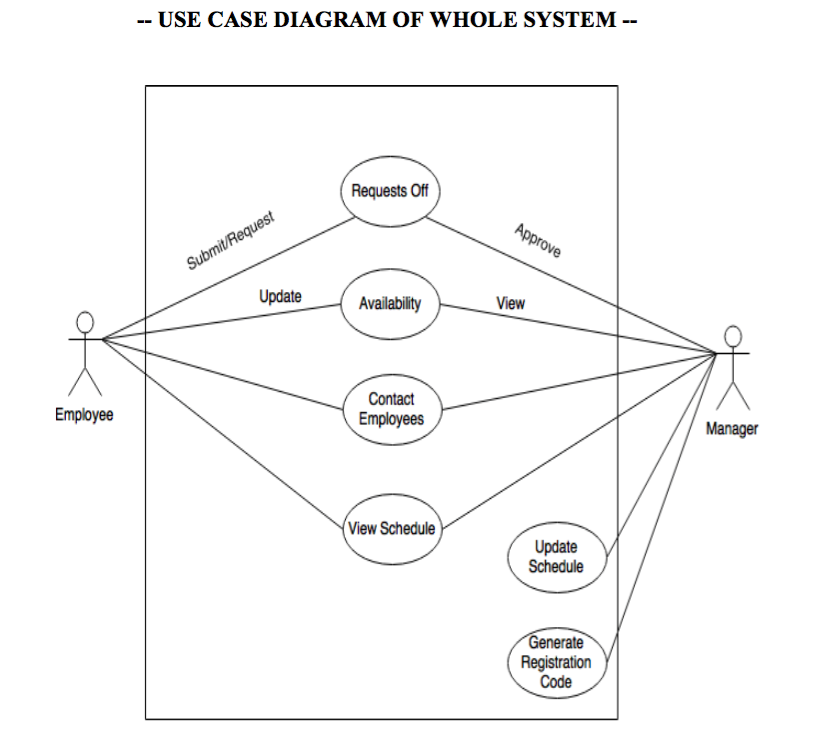 -- USE CASE DIAGRAM OF WHOLE SYSTEM --
Requests Off
Submit/Request
Approve
Update
Availability
View
Contact
Employees
Employee
Manager
View Schedule
Update
Schedule
Generate
Registration
Code